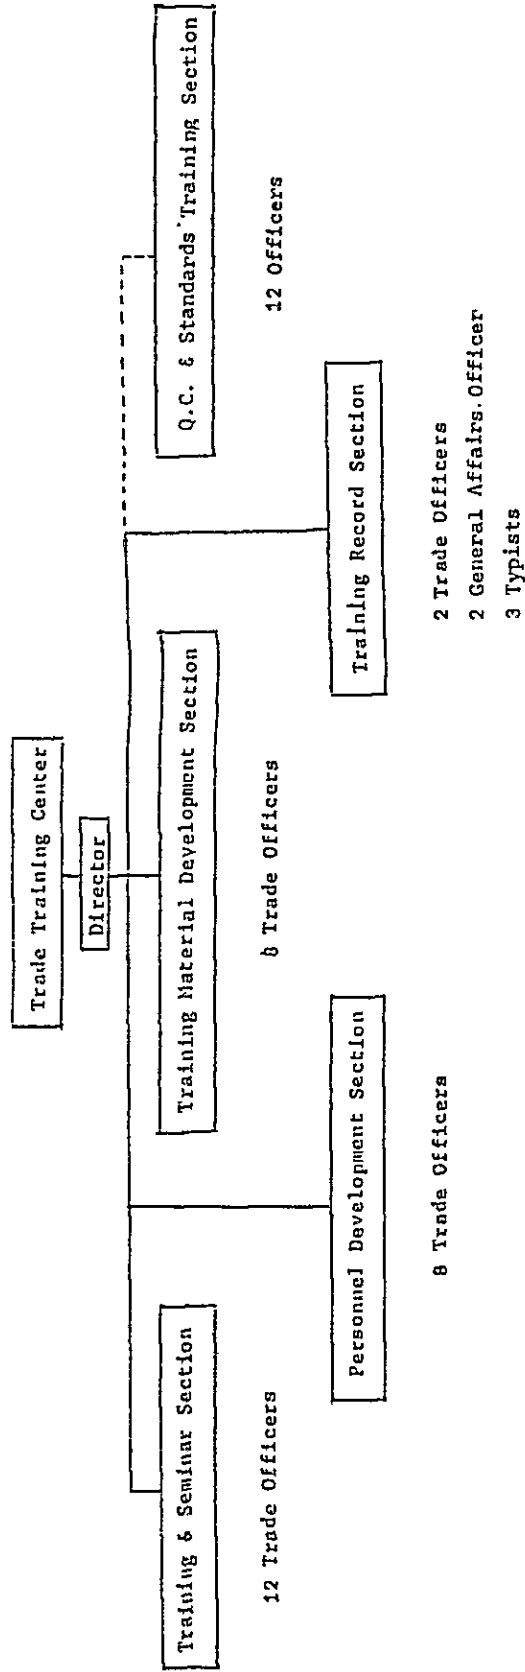 Trade Training Center
Director
Training & Seminar Section
12 Trade Officers
Personnel Development Section
8 Trade Officers
Training Material Development Section
8 Trade Officers
Training Record Section
2 Trade Officers
2 General Affairs.Officer
3 Typists
Q.C. & Standards Training Section
12 Officers